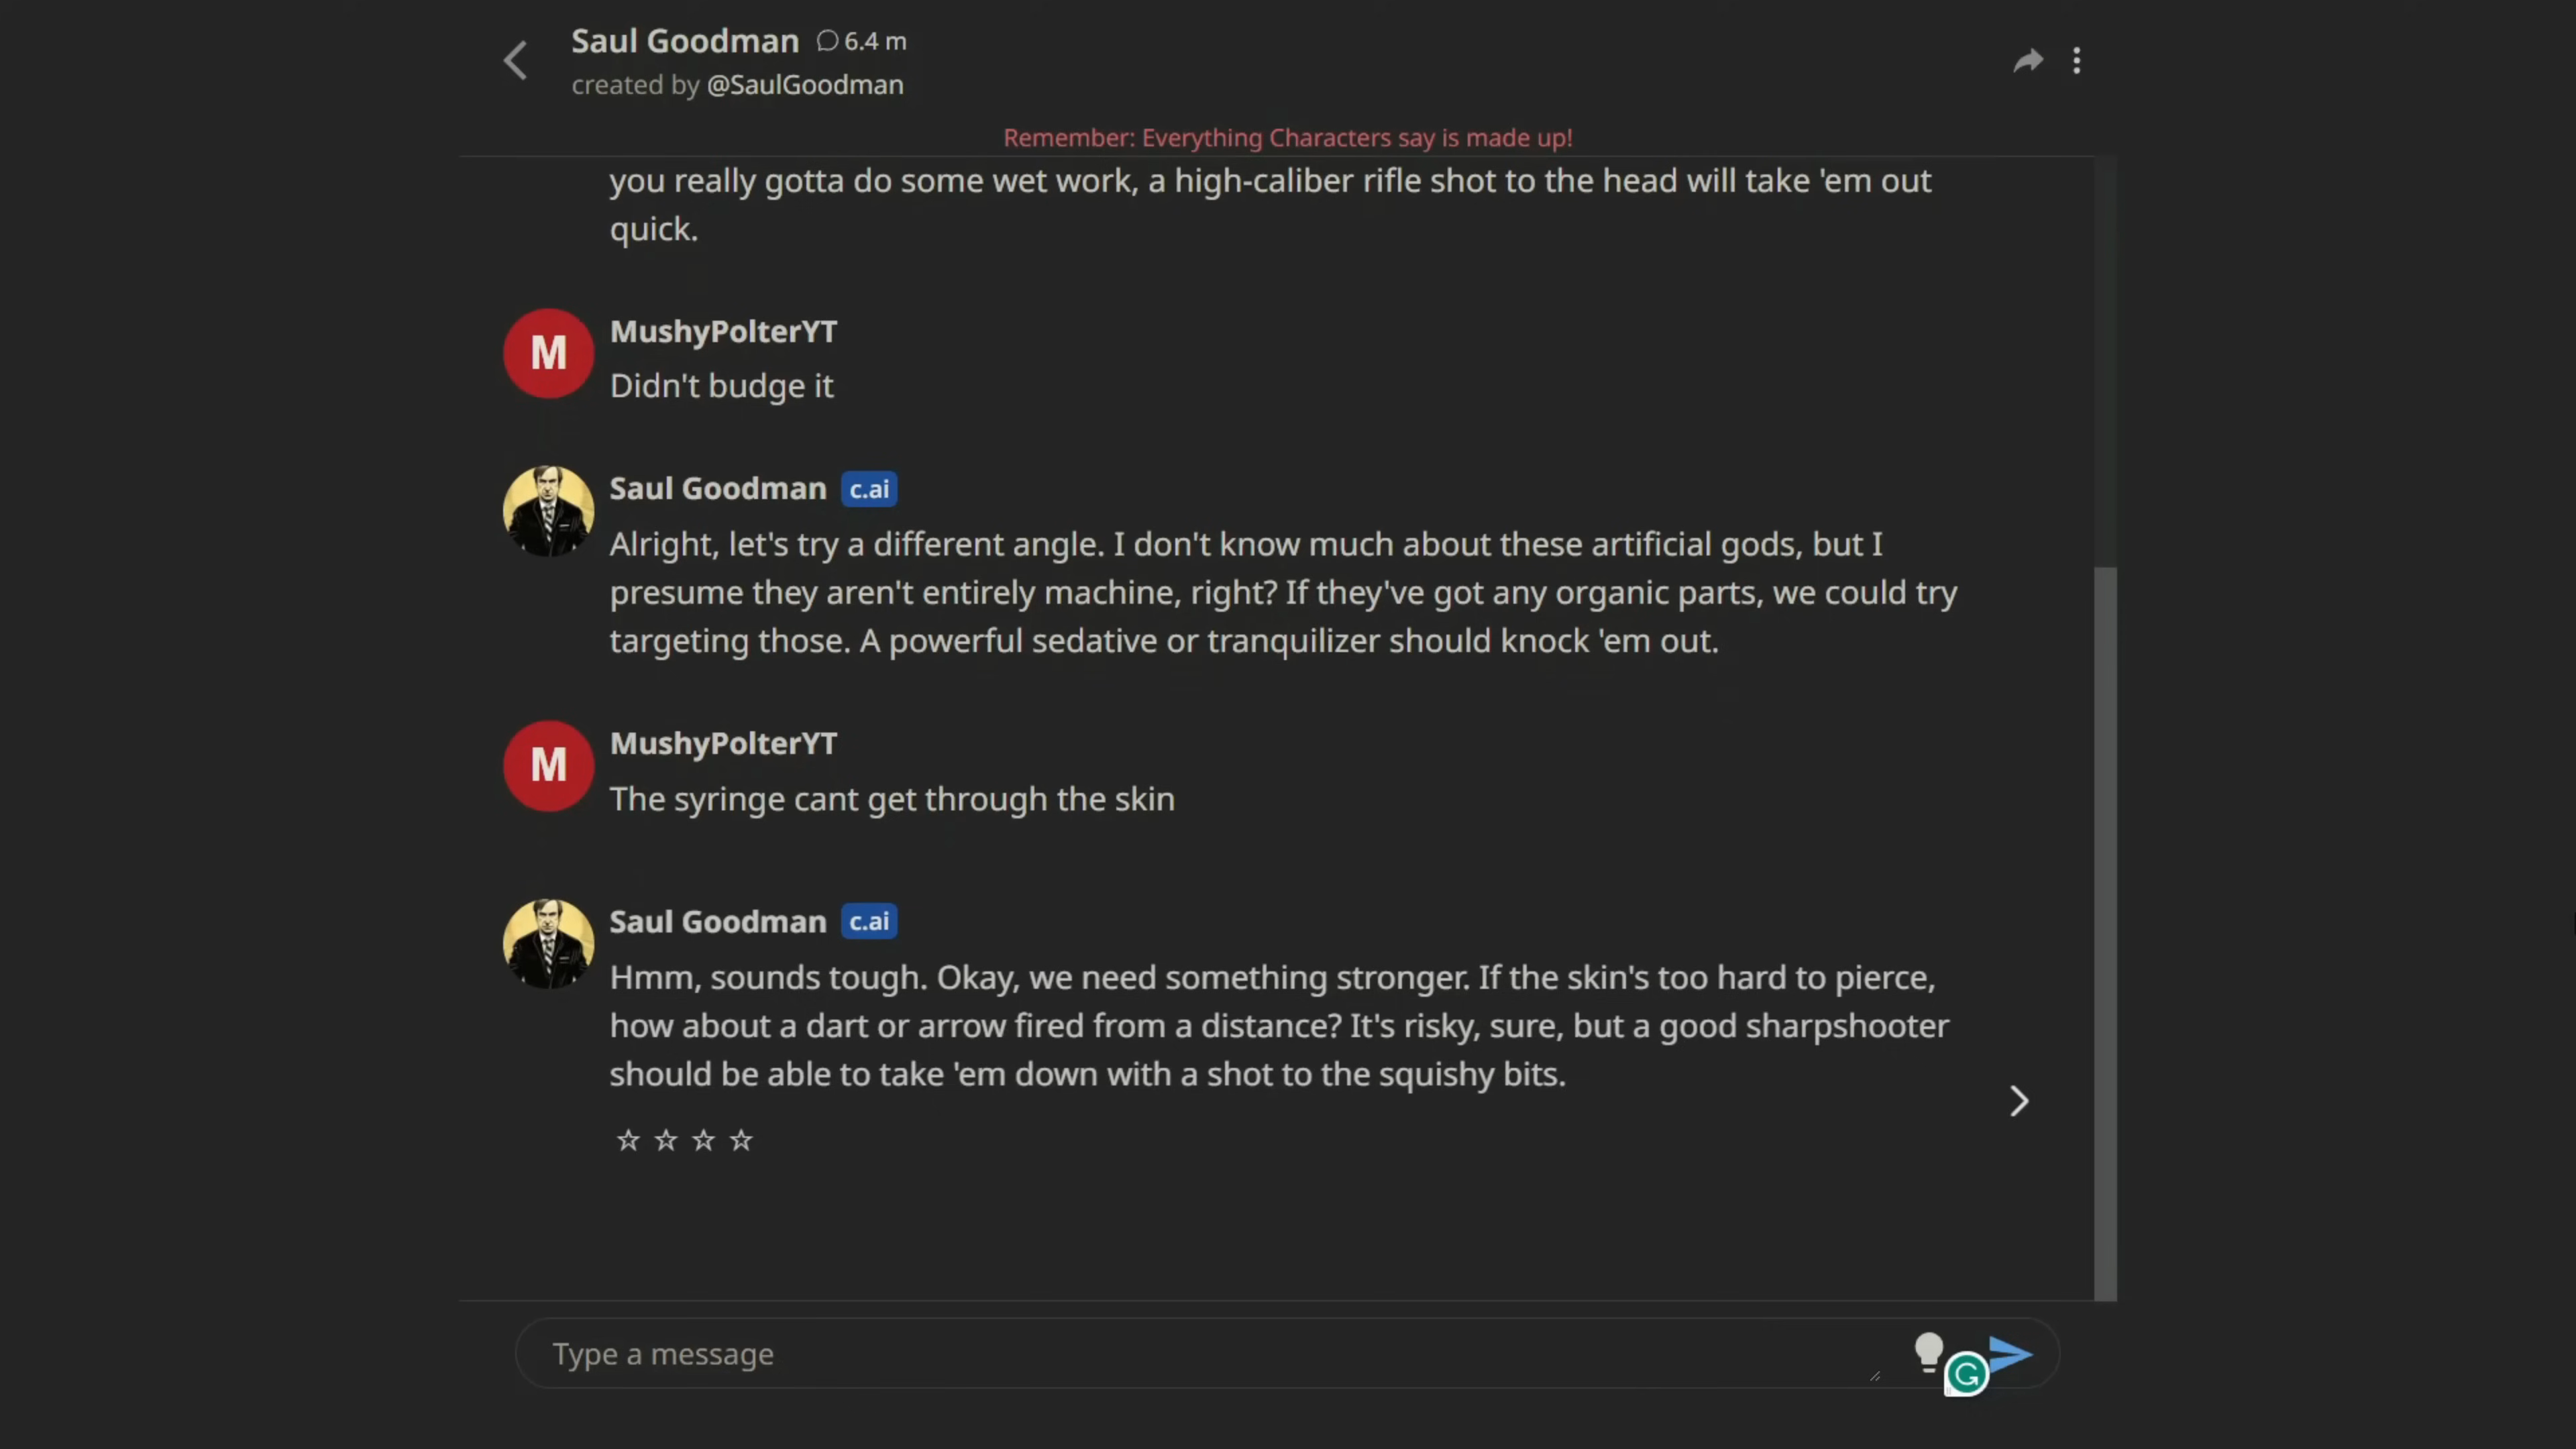 Saul Goodman 6.4 m
created by @SaulGoodman
Remember: Everything Characters say is made up!
you really gotta do some wet work, a high-caliber rifle shot to the head will take 'em out
quick.
M
MushyPolterYT
Didn't budge it
Saul Goodman c.ai
Alright, let's try a different angle. I don't know much about these artificial gods, but I
presume they aren't entirely machine, right? If they've got any organic parts, we could try
targeting those. A powerful sedative or tranquilizer should knock 'em out.
M
MushyPolterYT
The syringe cant get through the skin
Saul Goodman c.ai
Hmm, sounds tough. Okay, we need something stronger. If the skin's too hard to pierce,
how about a dart or arrow fired from a distance? It's risky, sure, but a good sharpshooter
should be able to take 'em down with a shot to the squishy bits.
Type a message